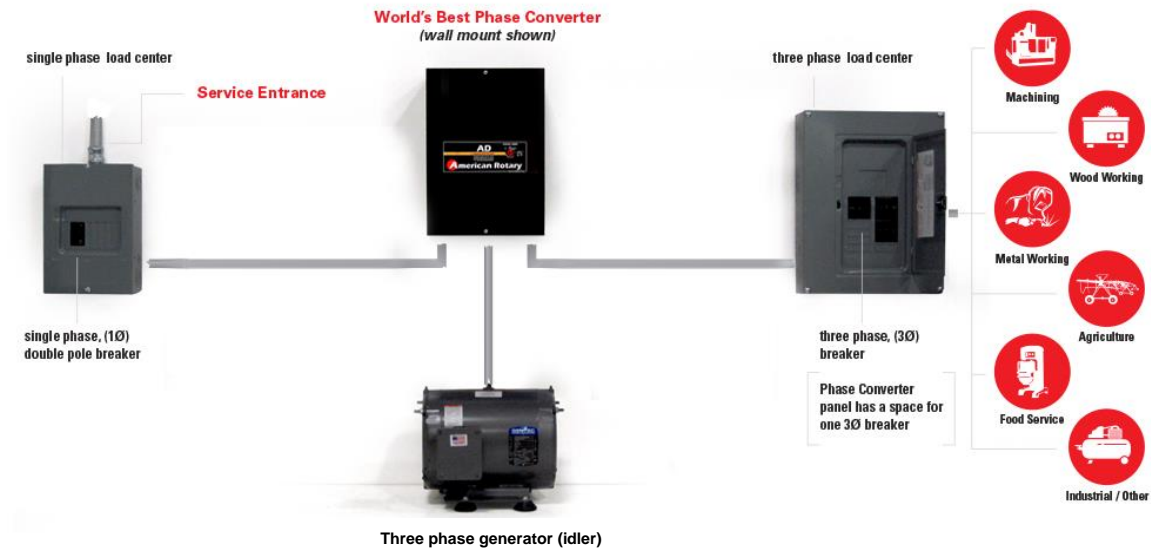 World's Best Phase Converter
(wall mount shown)
single phase load center
Service Entrance
AD
American Rotary
three phase load center
Machining
Wood Working
Metal Working
Agriculture
Food Service
Industrial / Other
single phase, (1Ø)
double pole breaker
three phase, (3Ø)
breaker
Phase Converter
panel has a space for
one 3Ø breaker
Three phase generator (idler)